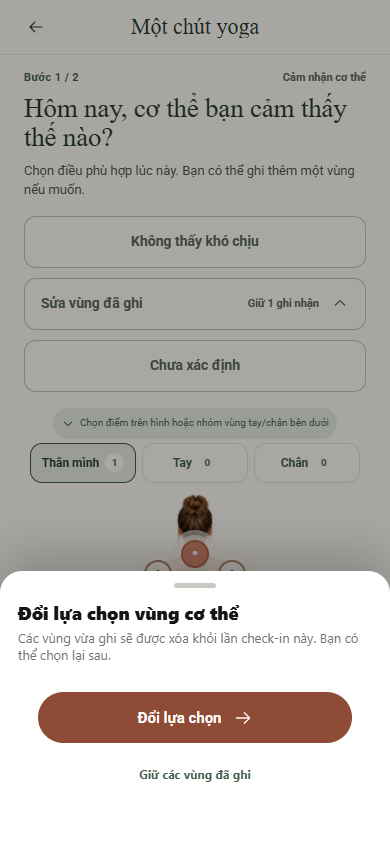 Một chút yoga
Bước 1 / 2
Cảm nhận cơ thể
Hôm nay, cơ thể bạn cảm thấy
thế nào?
Chọn điều phù hợp lúc này. Bạn có thể ghi thêm một vùng
nếu muốn.
Không thấy khó chịu
Sửa vùng đã ghi
Giữ 1 ghi nhận
Chưa xác định
Chọn điểm trên hình hoặc nhóm vùng tay/chân bên dưới
Thân mình 1
Tay 0
Chân 0
Đổi lựa chọn vùng cơ thể
Các vùng vừa ghi sẽ được xóa khỏi lần check-in này. Bạn có
thể chọn lại sau.
Đổi lựa chọn
Giữ các vùng đã ghi